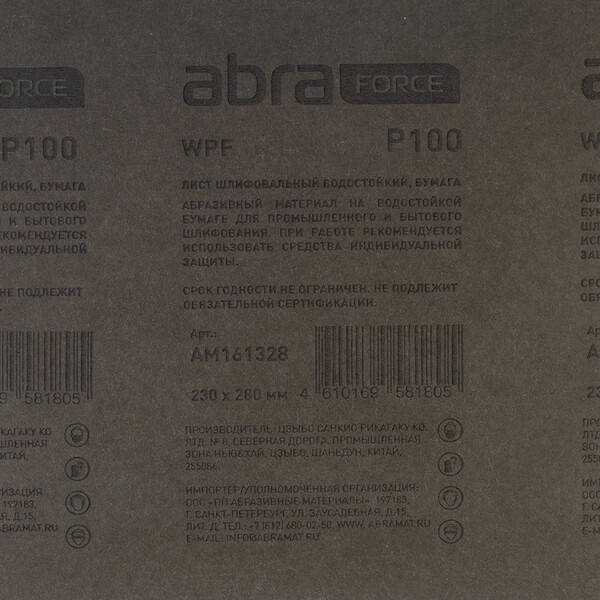 abra FORCE
WPF P100
ЛИСТ ШЛИФОВАЛЬНЫЙ ВОДОСТОЙКИЙ, БУМАГА
АБРАЗИВНЫЙ МАТЕРИАЛ НА ВОДОСТОЙКОЙ
БУМАГЕ ДЛЯ ПРОМЫШЛЕННОГО И БЫТОВОГО
ШЛИФОВАНИЯ. ПРИ РАБОТЕ РЕКОМЕНДУЕТСЯ
ИСПОЛЬЗОВАТЬ СРЕДСТВА ИНДИВИДУАЛЬНОЙ
ЗАЩИТЫ.
СРОК ГОДНОСТИ НЕ ОГРАНИЧЕН. НЕ ПОДЛЕЖИТ
ОБЯЗАТЕЛЬНОЙ СЕРТИФИКАЦИИ.
Арт.:
AM161328
230 x 280 мм
4 610169 581805
ПРОИЗВОДИТЕЛЬ: ЦЗЫБО САНКИО РИКАГАКУ КО.
ЛТД. № 8, СЕВЕРНАЯ ДОРОГА, ПРОМЫШЛЕННАЯ
ЗОНА НЬЮ&ХАЙ, ЦЗЫБО, ШАНЬДУН, КИТАЙ,
255086.
ИМПОРТЕР/УПОЛНОМОЧЕННАЯ ОРГАНИЗАЦИЯ:
ООО «ПП АБРАЗИВНЫЕ МАТЕРИАЛЫ», 197183,
Г. САНКТ-ПЕТЕРБУРГ, УЛ. ЗАУСАДЕБНАЯ, Д.15,
ЛИТ. Д, ТЕЛ.: +7 (812) 680-02-50, WWW. ABRAMAT.RU
E-MAIL: INFO@ABRAMAT.RU